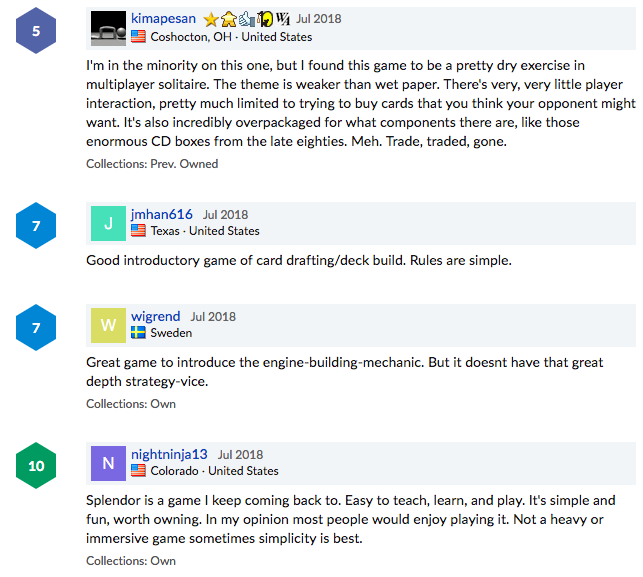 5
kimapesan Jul 2018
Coshocton, OH · United States
I'm in the minority on this one, but I found this game to be a pretty dry exercise in
multiplayer solitaire. The theme is weaker than wet paper. There's very, very little player
interaction, pretty much limited to trying to buy cards that you think your opponent might
want. It's also incredibly overpackaged for what components there are, like those
enormous CD boxes from the late eighties. Meh. Trade, traded, gone.
Collections: Prev. Owned
7
J
jmhan616 Jul 2018
Texas · United States
Good introductory game of card drafting/deck build. Rules are simple.
7
W
wigrend Jul 2018
Sweden
Great game to introduce the engine-building-mechanic. But it doesnt have that great
depth strategy-vice.
Collections: Own
10
N
nightninja13 Jul 2018
Colorado · United States
Splendor is a game I keep coming back to. Easy to teach, learn, and play. It's simple and
fun, worth owning. In my opinion most people would enjoy playing it. Not a heavy or
immersive game sometimes simplicity is best.
Collections: Own